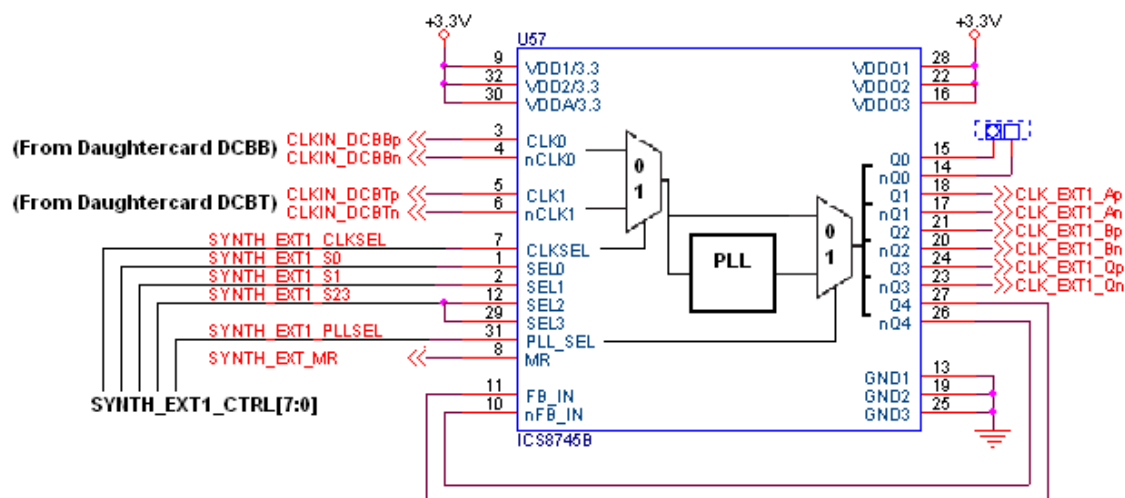 +3.3V
+3.3V
U57
9 VDD1/3.3
32 VDD2/3.3
30 VDDA/3.3
VDDO1 28
VDDO2 22
VDDO3 16
(From Daughtercard DCBB)
CLKIN_DCBBp 3 CLK0
CLKIN_DCBBn 4 nCLK0
(From Daughtercard DCBT)
CLKIN_DCBTp 5 CLK1
CLKIN_DCBTn 6 nCLK1
SYNTH_EXT1_CLKSEL 7 CLKSEL
SYNTH_EXT1_S0 1 SEL0
SYNTH_EXT1_S1 2 SEL1
SYNTH_EXT1_S23 12 SEL2
29 SEL3
SYNTH_EXT1_PLLSEL 31 PLL_SEL
SYNTH_EXT_MR 8 MR
SYNTH_EXT1_CTRL[7:0]
11 FB_IN
10 nFB_IN
0
1
PLL
0
1
Q0 15
nQ0 14
Q1 18 CLK_EXT1_Ap
nQ1 17 CLK_EXT1_An
Q2 21 CLK_EXT1_Bp
nQ2 20 CLK_EXT1_Bn
Q3 24 CLK_EXT1_Qp
nQ3 23 CLK_EXT1_Qn
Q4 27
nQ4 26
GND1 13
GND2 19
GND3 25
ICS8745B